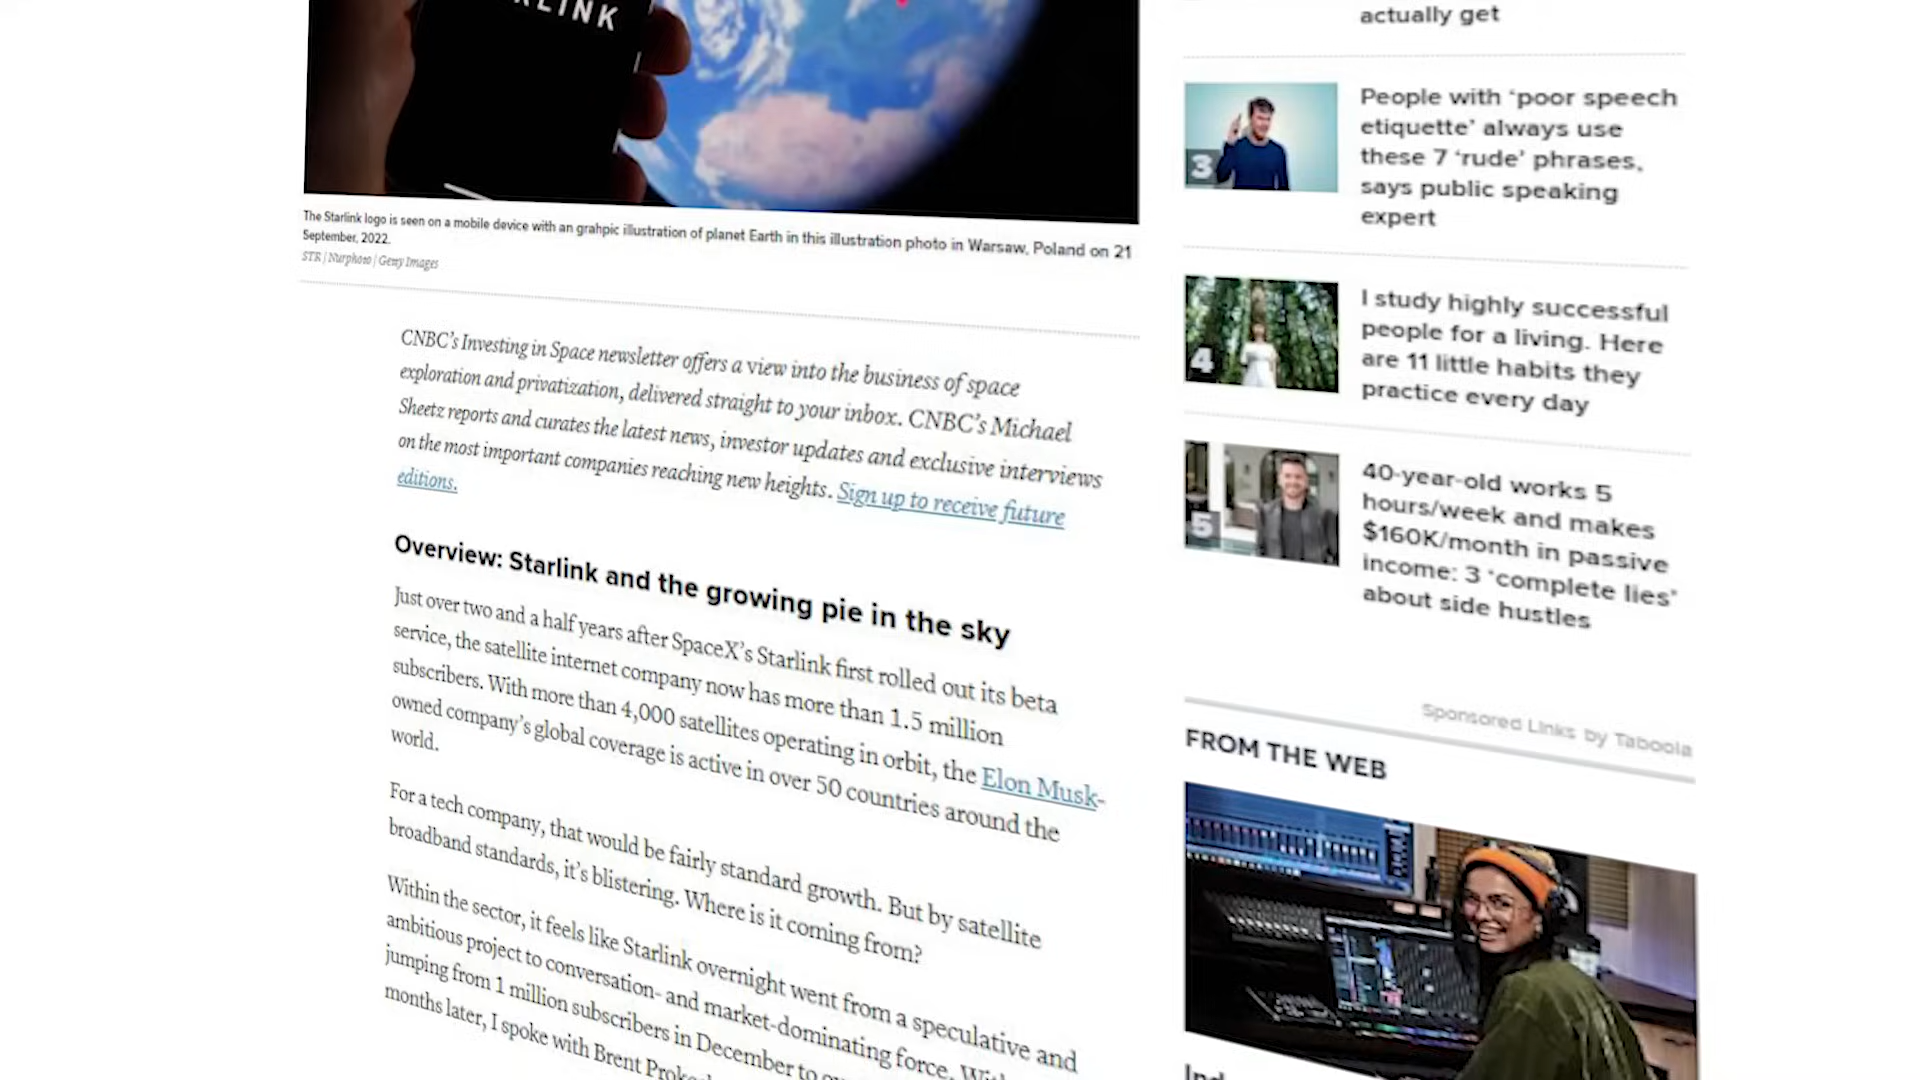 LINK
The Starlink logo is seen on a mobile device with an grahpic illustration of planet Earth in this illustration photo in Warsaw, Poland on 21
September, 2022.
STR | Nurphoto | Getty Images
CNBC’s Investing in Space newsletter offers a view into the business of space
exploration and privatization, delivered straight to your inbox. CNBC’s Michael
Sheetz reports and curates the latest news, investor updates and exclusive interviews
on the most important companies reaching new heights. Sign up to receive future
editions.
Overview: Starlink and the growing pie in the sky
Just over two and a half years after SpaceX’s Starlink first rolled out its beta
service, the satellite internet company now has more than 1.5 million
subscribers. With more than 4,000 satellites operating in orbit, the Elon Musk-
owned company’s global coverage is active in over 50 countries around the
world.
For a tech company, that would be fairly standard growth. But by satellite
broadband standards, it’s blistering. Where is it coming from?
Within the sector, it feels like Starlink overnight went from a speculative and
ambitious project to conversation- and market-dominating force. With
jumping from 1 million subscribers in December to
months later, I spoke with Brent
actually get
3
People with ‘poor speech
etiquette’ always use
these 7 ‘rude’ phrases,
says public speaking
expert
4
I study highly successful
people for a living. Here
are 11 little habits they
practice every day
5
40-year-old works 5
hours/week and makes
$160K/month in passive
income: 3 ‘complete lies’
about side hustles
Sponsored Links by Taboola
FROM THE WEB